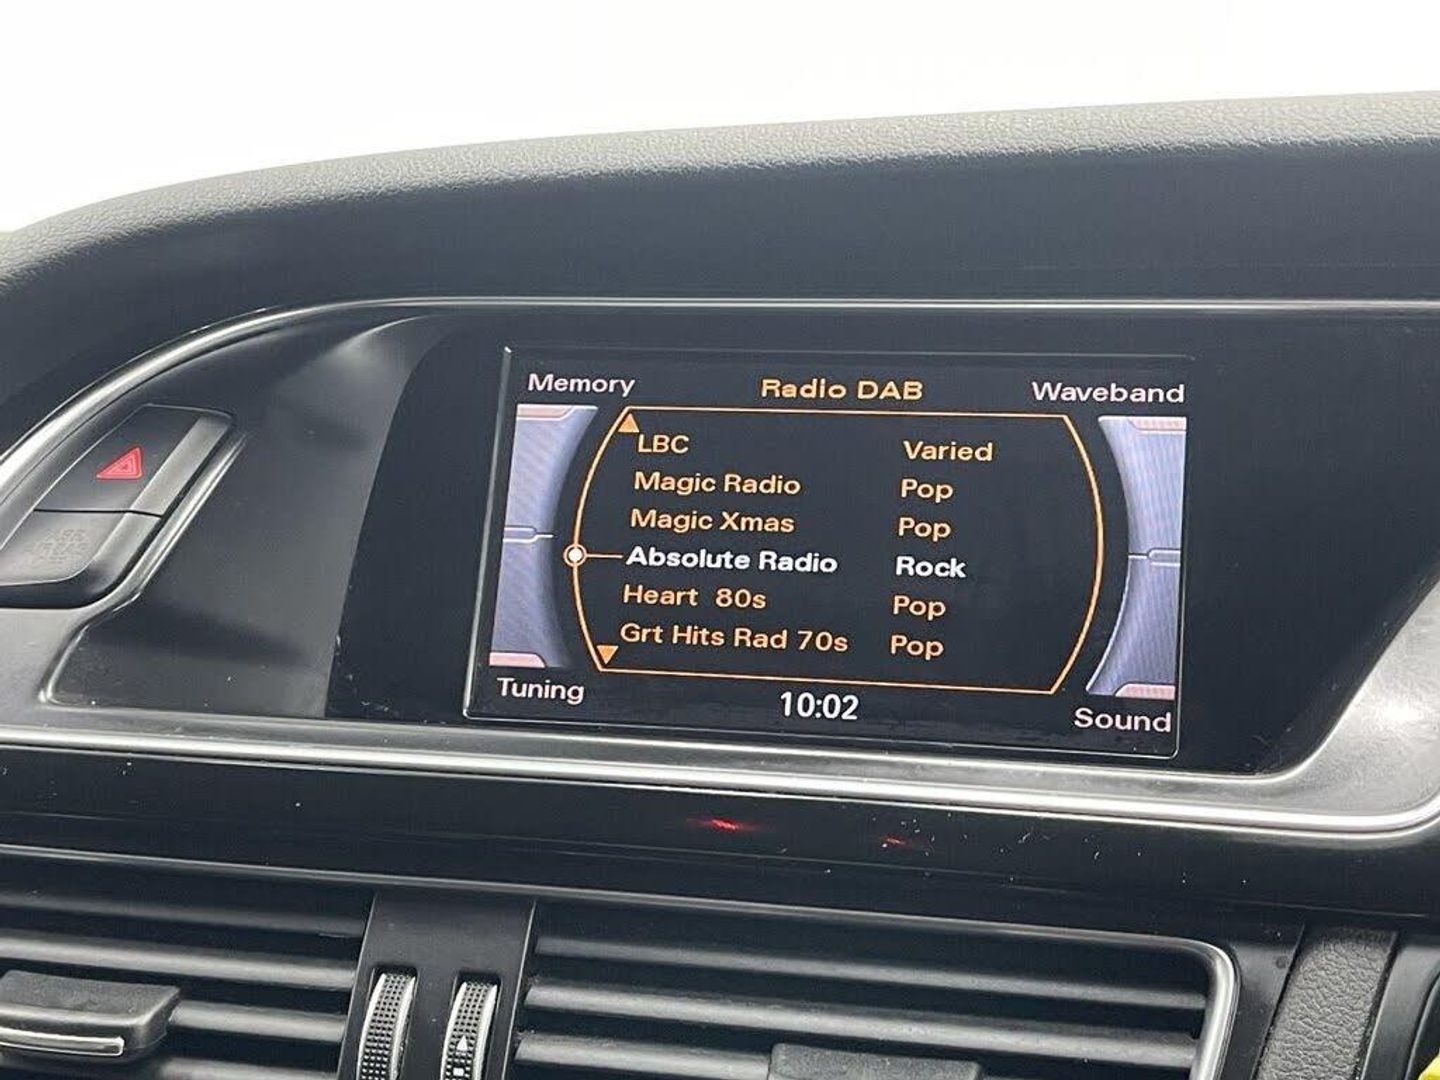 Memory Radio DAB Waveband
LBC Varied
Magic Radio Pop
Magic Xmas Pop
Absolute Radio Rock
Heart 80s Pop
Grt Hits Rad 70s Pop
Tuning 10:02 Sound